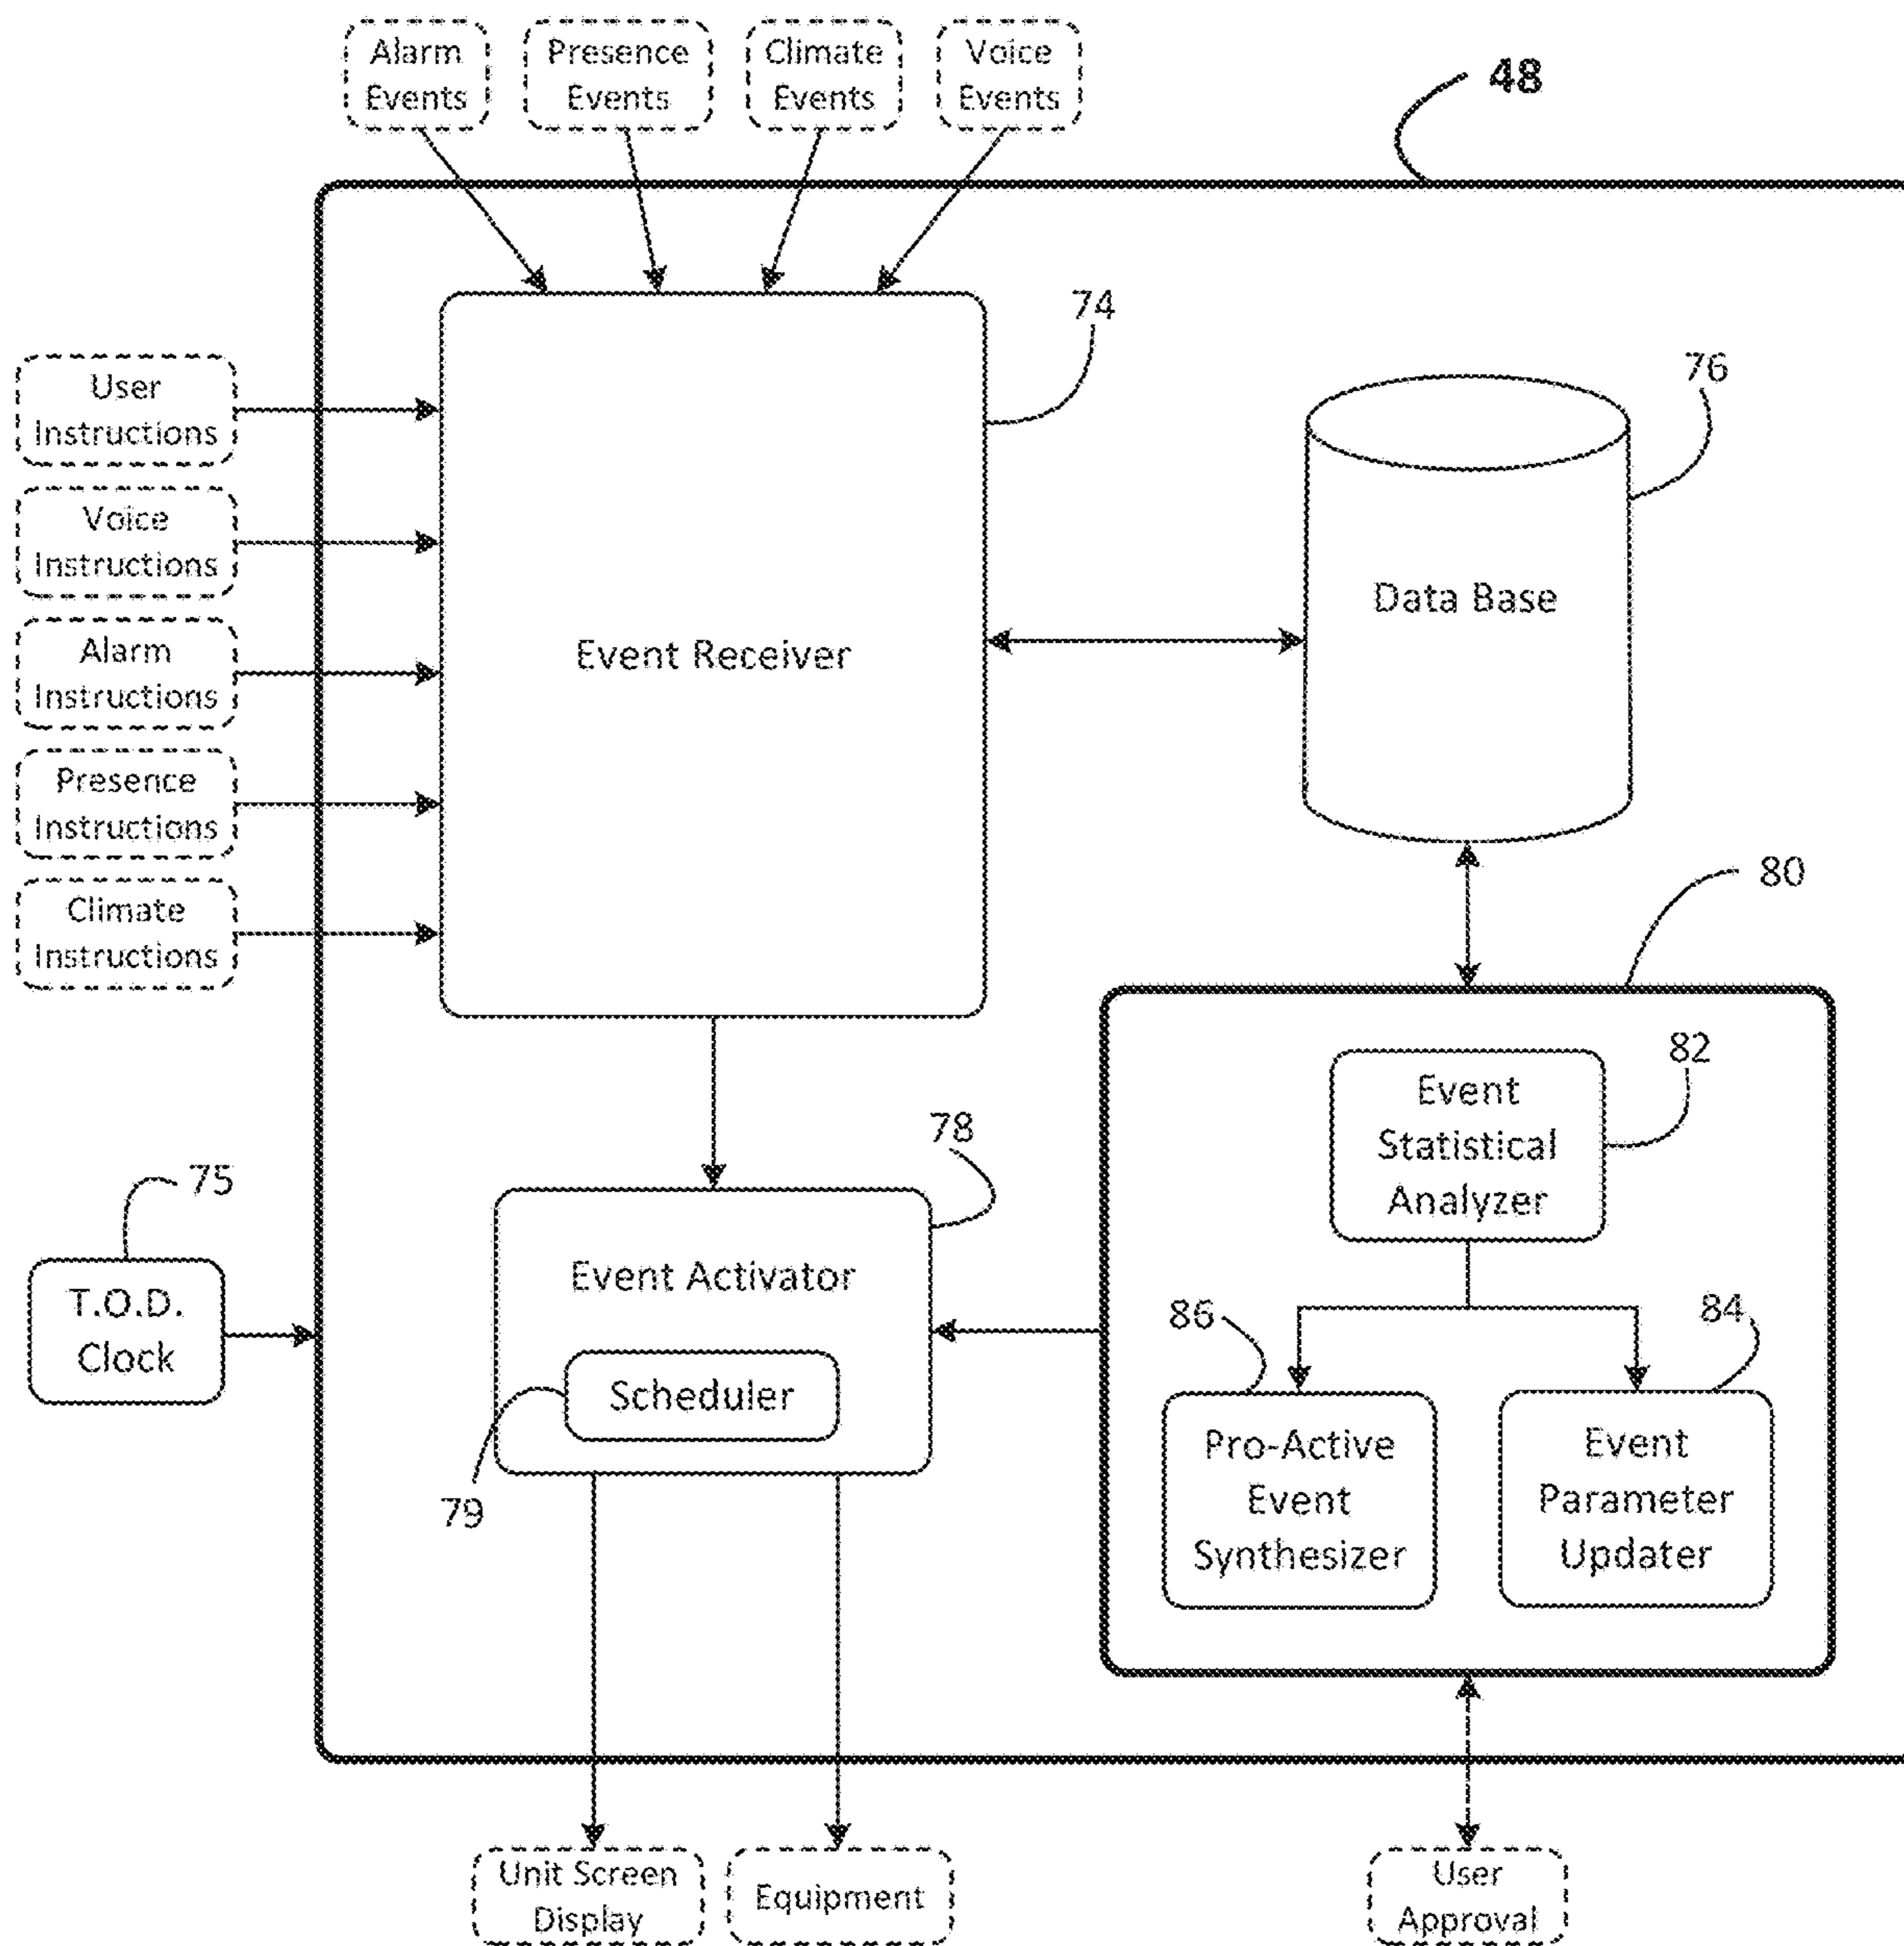 Alarm
Events
Presence
Events
Climate
Events
Voice
Events
48
74
76
User
Instructions
Voice
Instructions
Alarm
Instructions
Presence
Instructions
Climate
Instructions
Event Receiver
Data Base
80
82
Event
Statistical
Analyzer
78
75
T.O.D.
Clock
Event Activator
Scheduler
79
86
84
Pro-Active
Event
Synthesizer
Event
Parameter
Updater
Unit Screen
Display
Equipment
User
Approval